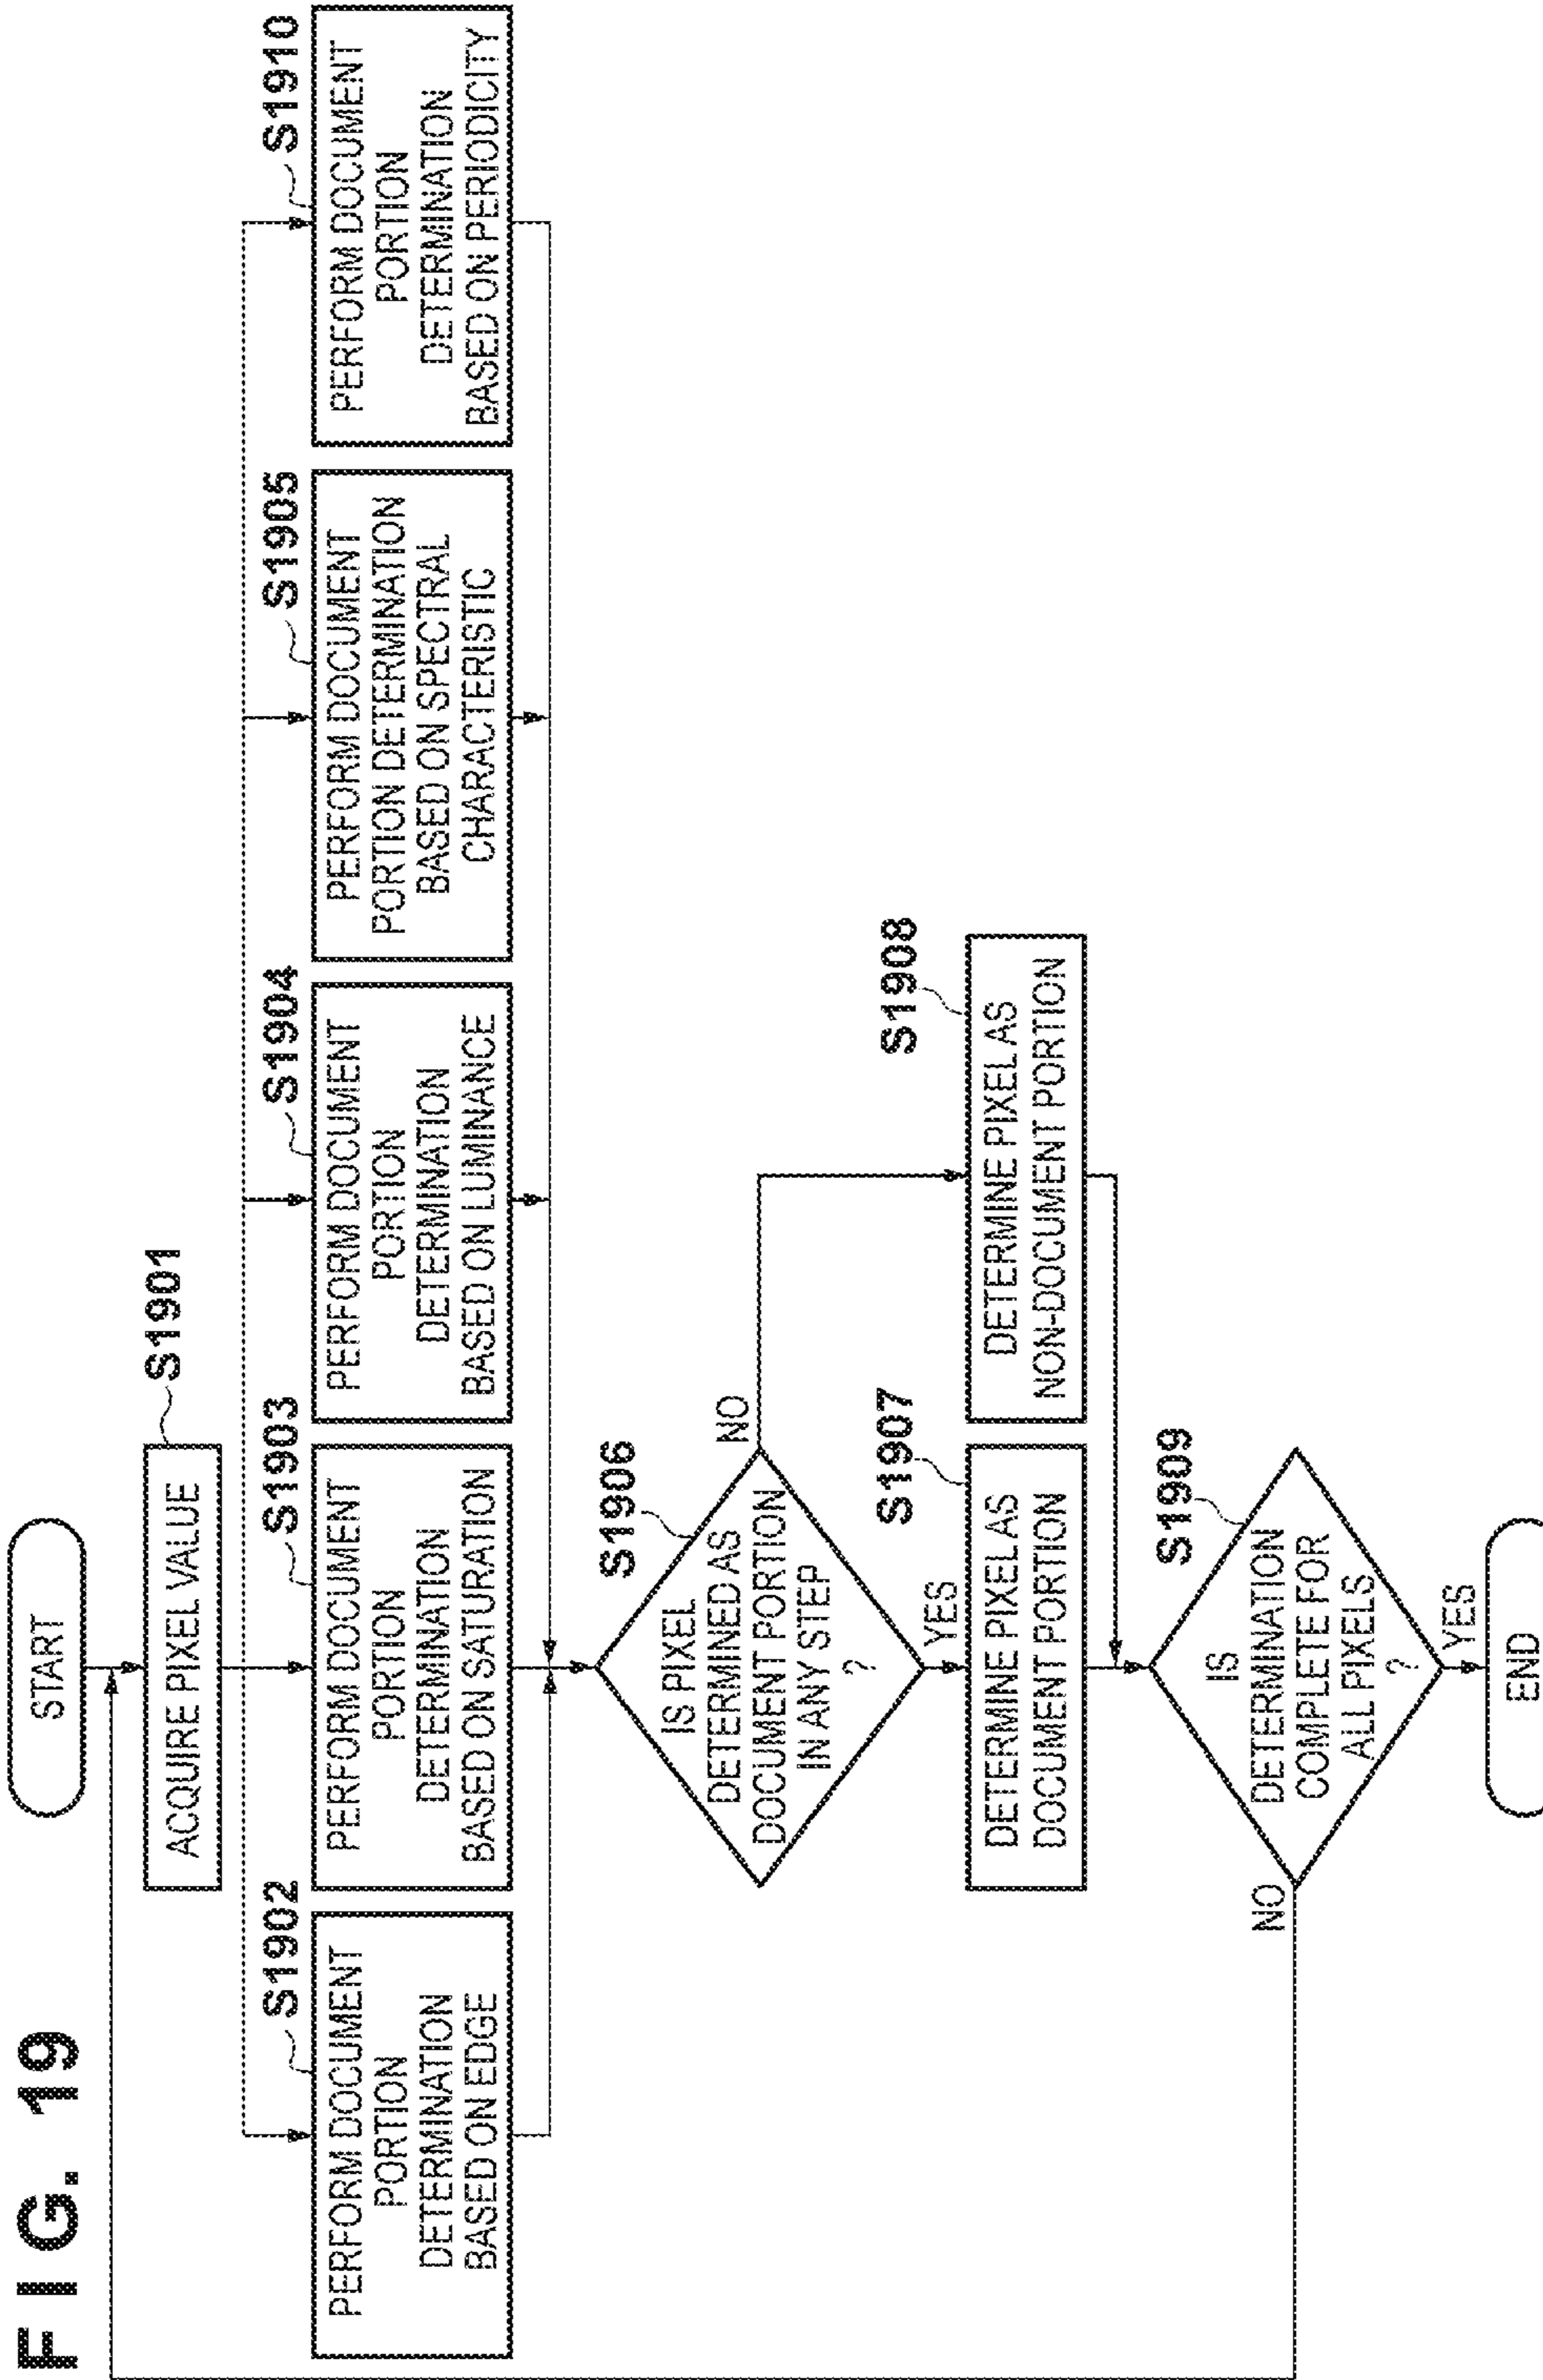 FIG. 19
START
ACQUIRE PIXEL VALUE
S1901
PERFORM DOCUMENT
PORTION
DETERMINATION
BASED ON EDGE
S1902
PERFORM DOCUMENT
PORTION
DETERMINATION
BASED ON SATURATION
S1903
PERFORM DOCUMENT
PORTION
DETERMINATION
BASED ON LUMINANCE
S1904
PERFORM DOCUMENT
PORTION DETERMINATION
BASED ON SPECTRAL
CHARACTERISTIC
S1905
PERFORM DOCUMENT
PORTION
DETERMINATION
BASED ON PERIODICITY
S1910
IS PIXEL
DETERMINED AS
DOCUMENT PORTION
IN ANY STEP
?
S1906
NO
YES
DETERMINE PIXEL AS
DOCUMENT PORTION
S1907
DETERMINE PIXEL AS
NON-DOCUMENT PORTION
S1908
IS
DETERMINATION
COMPLETE FOR
ALL PIXELS
?
S1909
NO
YES
END